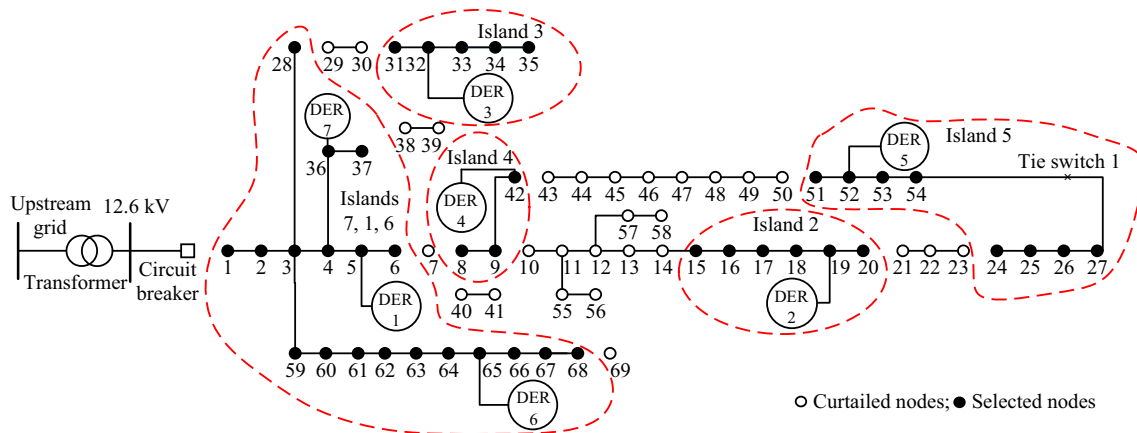 Island 3
28 29 30 31 32 33 34 35
DER 3
DER 7
38 39
36 37
Island 4
Island 5
DER 5
Tie switch 1
DER 4
42 43 44 45 46 47 48 49 50 51 52 53 54
Islands
7, 1, 6
Upstream
grid
12.6 kV
57 58
Island 2
Transformer
Circuit
breaker
1 2 3 4 5 6 7 8 9 10 11 12 13 14 15 16 17 18 19 20 21 22 23 24 25 26 27
DER 1
40 41
55 56
DER 2
59 60 61 62 63 64 65 66 67 68 69
DER 6
Curtailed nodes; Selected nodes